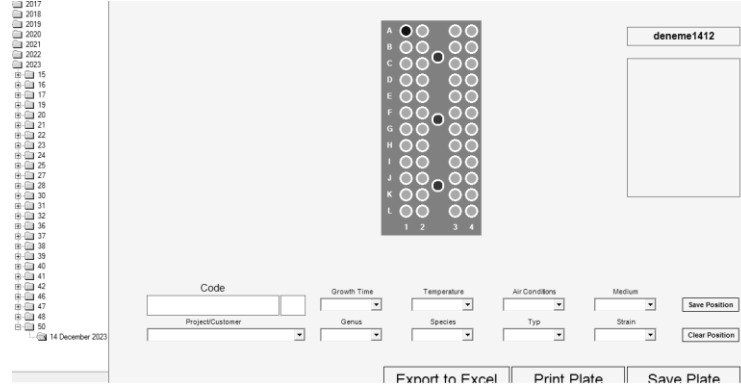 2017
2018
2019
2020
2021
2022
2023
15
16
17
19
20
21
22
23
24
25
27
28
30
31
32
36
37
38
39
40
41
42
46
47
48
50
14 December 2023
A
B
C
D
E
F
G
H
I
J
K
L
1 2 3 4
deneme1412
Code
Growth Time
Temperature
Air Conditions
Medium
Save Position
Project/Customer
Genus
Species
Typ
Strain
Clear Position
Export to Excel
Print Plate
Save Plate